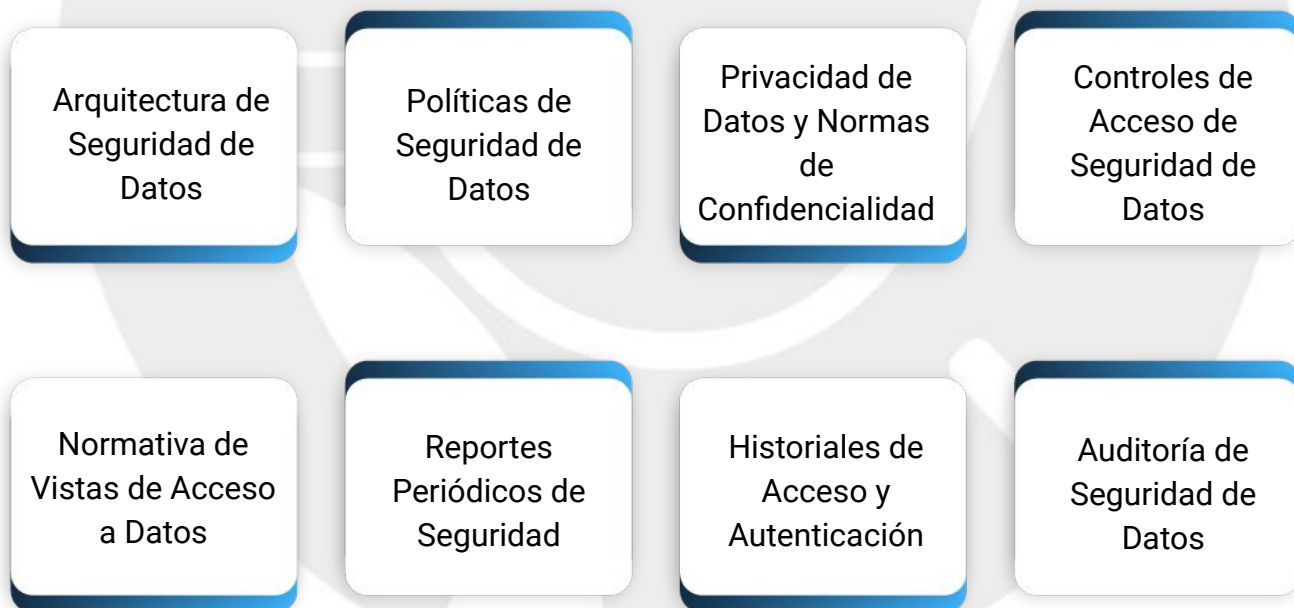 Arquitectura de
Seguridad de
Datos
Políticas de
Seguridad de
Datos
Privacidad de
Datos y Normas
de
Confidencialidad
Controles de
Acceso de
Seguridad de
Datos
Normativa de
Vistas de Acceso
a Datos
Reportes
Periódicos de
Seguridad
Historiales de
Acceso y
Autenticación
Auditoría de
Seguridad de
Datos